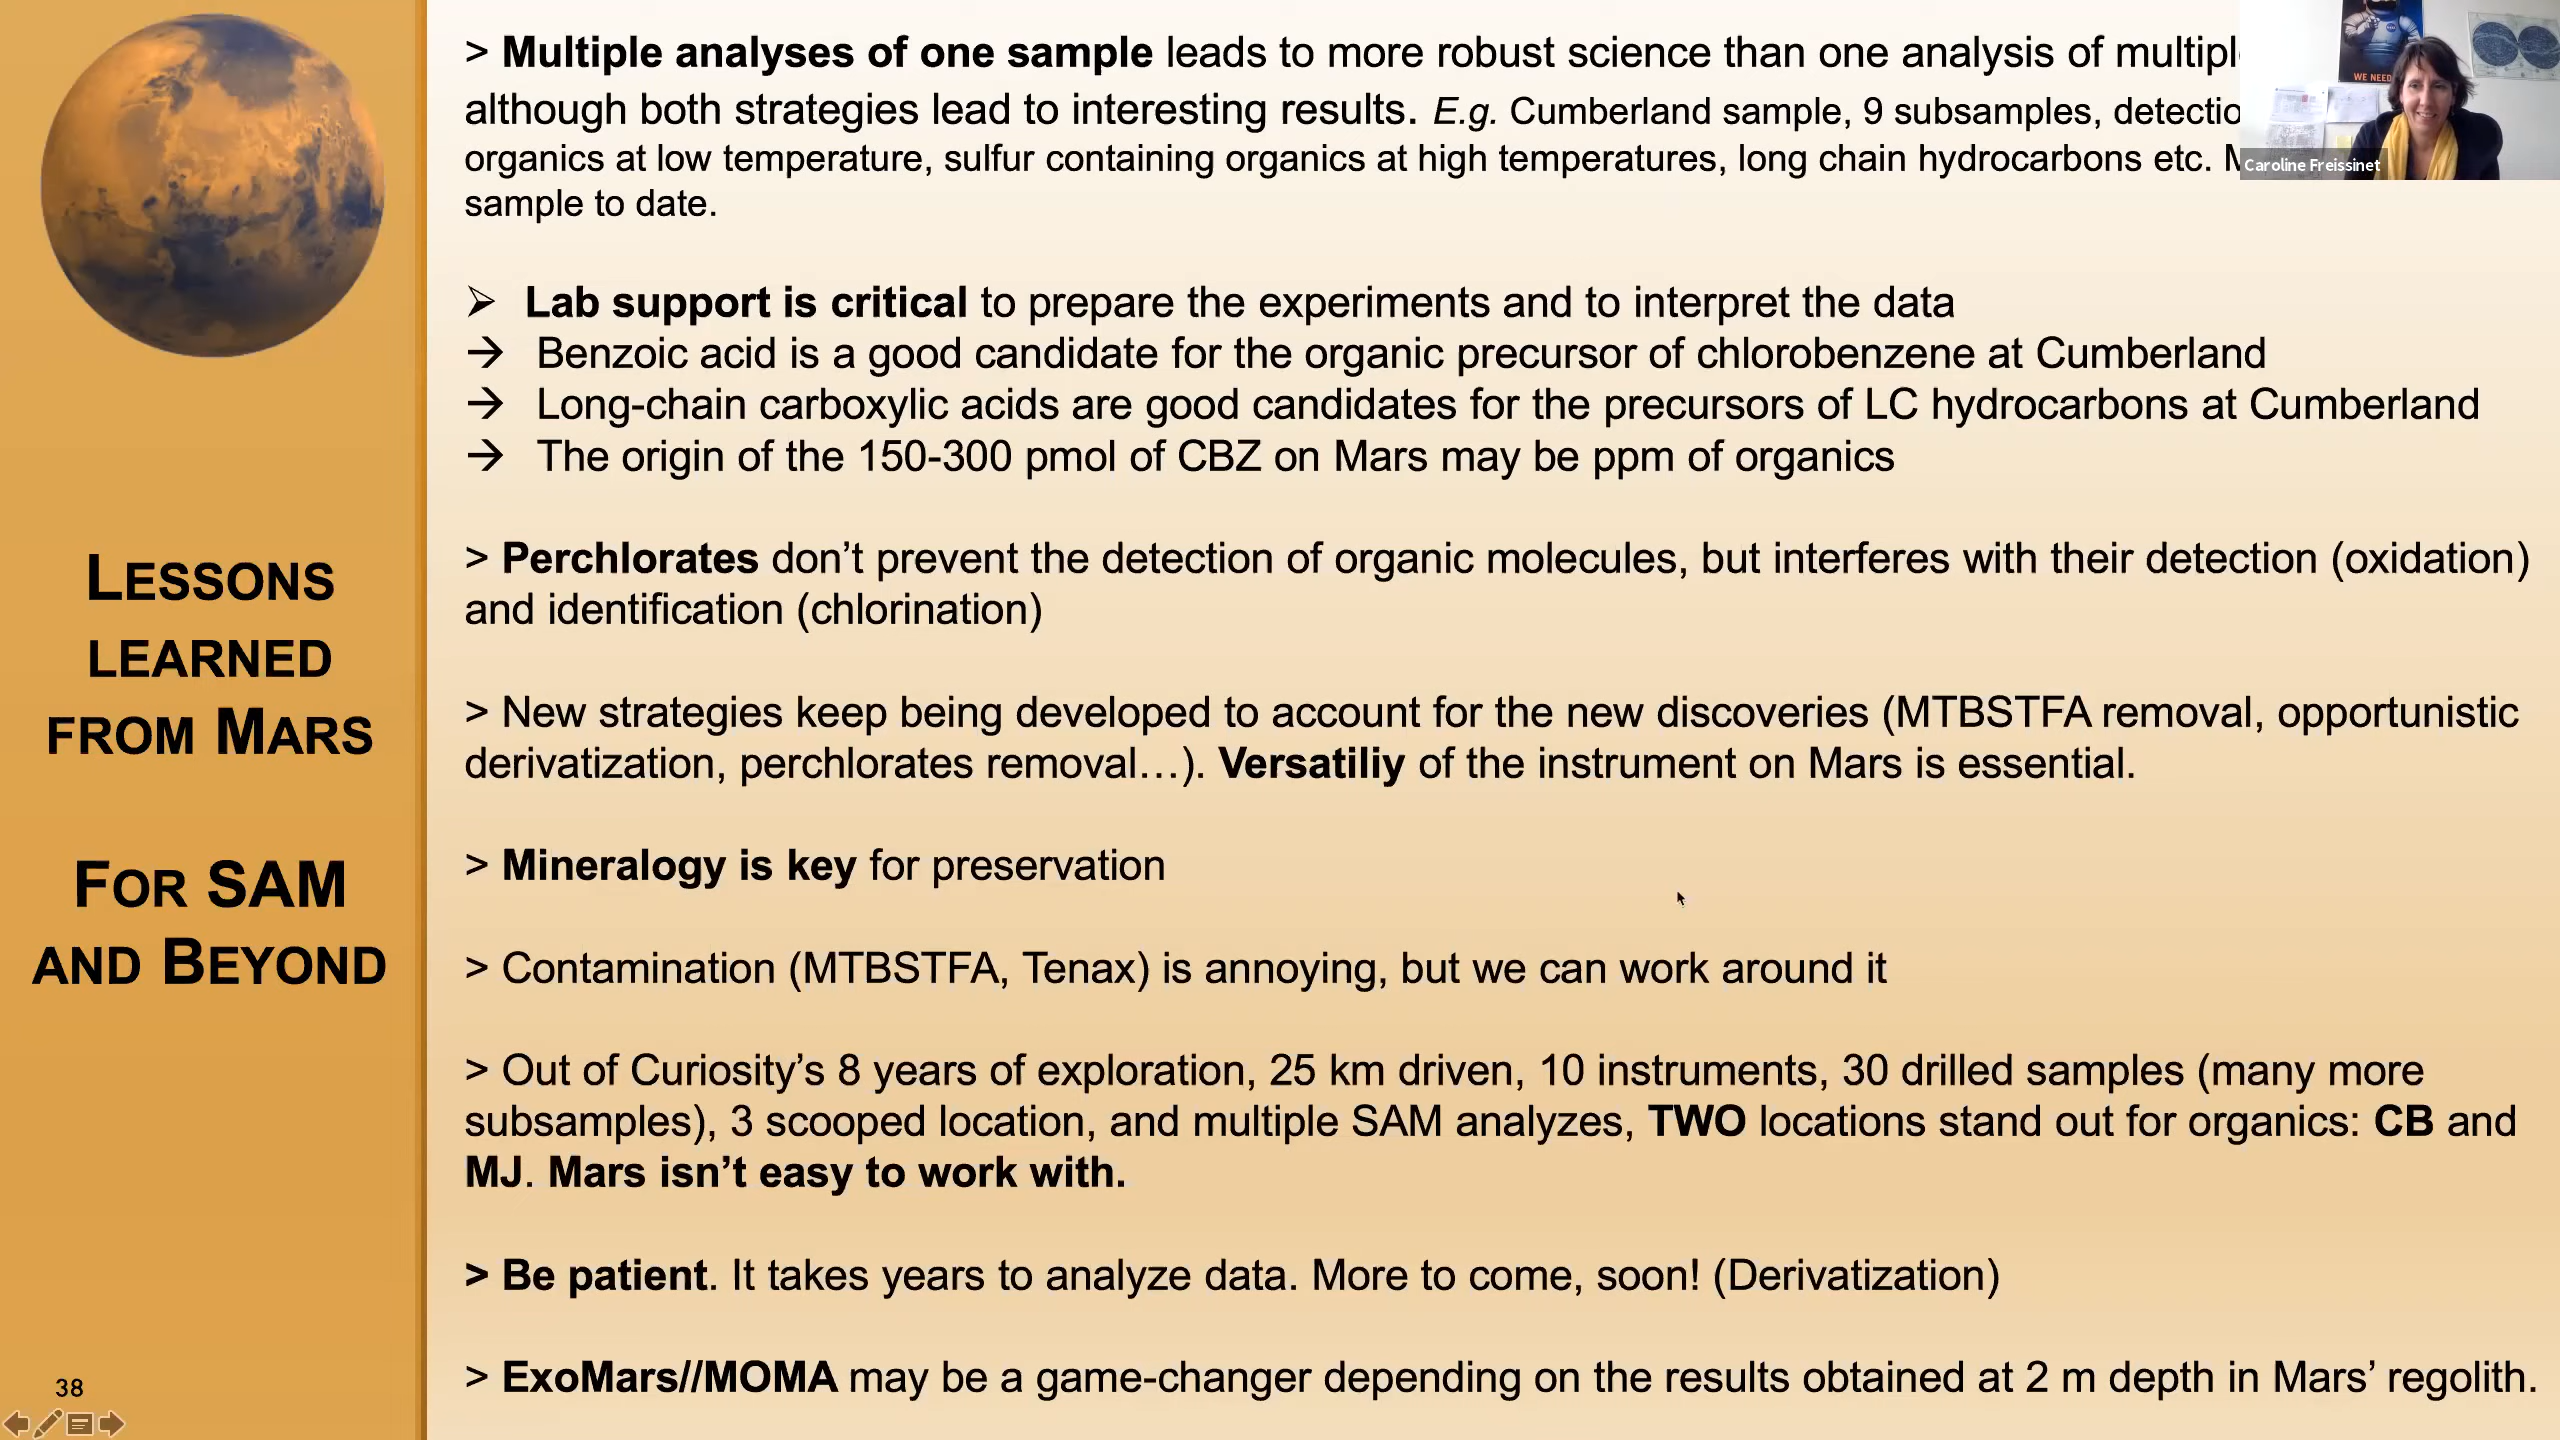 LESSONS
LEARNED
FROM MARS
FOR SAM
AND BEYOND
38
> Multiple analyses of one sample leads to more robust science than one analysis of
although both strategies lead to interesting results. E.g. Cumberland sample, 9 subsamples,
organics at low temperature, sulfur containing organics at high temperatures, long chain hydrocarbons etc.
sample to date.
➢ Lab support is critical to prepare the experiments and to interpret the data
→ Benzoic acid is a good candidate for the organic precursor of chlorobenzene at Cumberland
→ Long-chain carboxylic acids are good candidates for the precursors of LC hydrocarbons at Cumberland
→ The origin of the 150-300 pmol of CBZ on Mars may be ppm of organics
> Perchlorates don’t prevent the detection of organic molecules, but interferes with their detection (oxidation)
and identification (chlorination)
> New strategies keep being developed to account for the new discoveries (MTBSTFA removal, opportunistic
derivatization, perchlorates removal…). Versatiliy of the instrument on Mars is essential.
> Mineralogy is key for preservation
> Contamination (MTBSTFA, Tenax) is annoying, but we can work around it
> Out of Curiosity’s 8 years of exploration, 25 km driven, 10 instruments, 30 drilled samples (many more
subsamples), 3 scooped location, and multiple SAM analyzes, TWO locations stand out for organics: CB and
MJ. Mars isn’t easy to work with.
> Be patient. It takes years to analyze data. More to come, soon! (Derivatization)
> ExoMars//MOMA may be a game-changer depending on the results obtained at 2 m depth in Mars’ regolith.
WE NEED
Caroline Freissinet